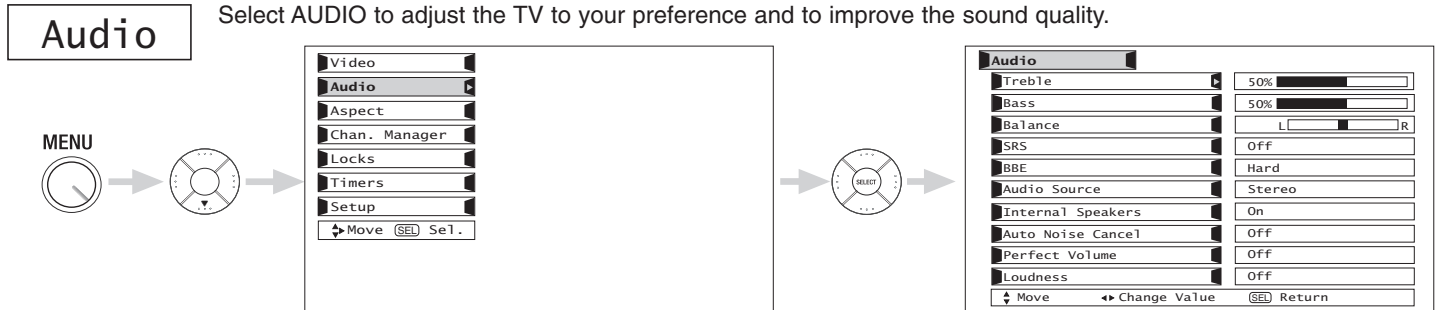 Audio
Select AUDIO to adjust the TV to your preference and to improve the sound quality.
MENU
Video
Audio
Aspect
Chan. Manager
Locks
Timers
Setup
Move SEL Sel.
SELECT
Audio
Treble 50%
Bass 50%
Balance L R
SRS Off
BBE Hard
Audio Source Stereo
Internal Speakers On
Auto Noise Cancel Off
Perfect Volume Off
Loudness Off
Move Change Value SEL Return